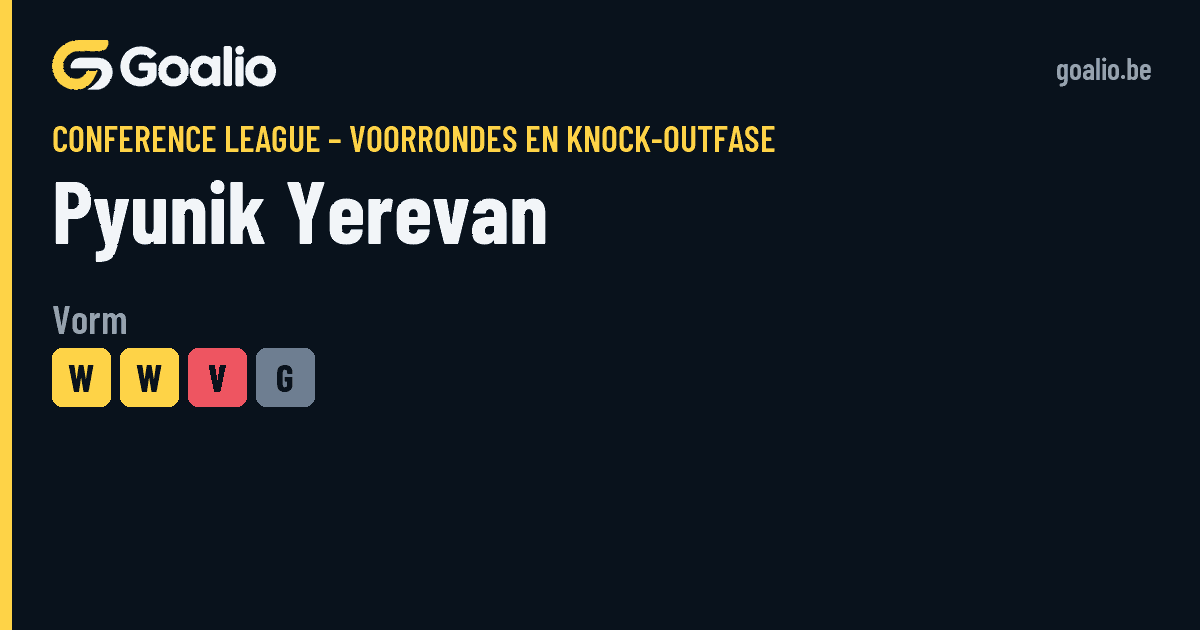 Goalio
goalio.be
CONFERENCE LEAGUE – VOORRONDES EN KNOCK-OUTFASE
Pyunik Yerevan
Vorm
W W V G